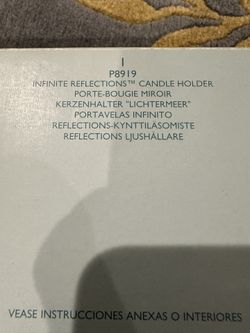 1
P8919
INFINITE REFLECTIONS™ CANDLE HOLDER
PORTE-BOUGIE MIROIR
KERZENHALTER "LICHTERMEER"
PORTAVELAS INFINITO
REFLECTIONS-KYNTTILÄSOMISTE
REFLECTIONS LJUSHÅLLARE
VEASE INSTRUCCIONES ANEXAS O INTERIORES